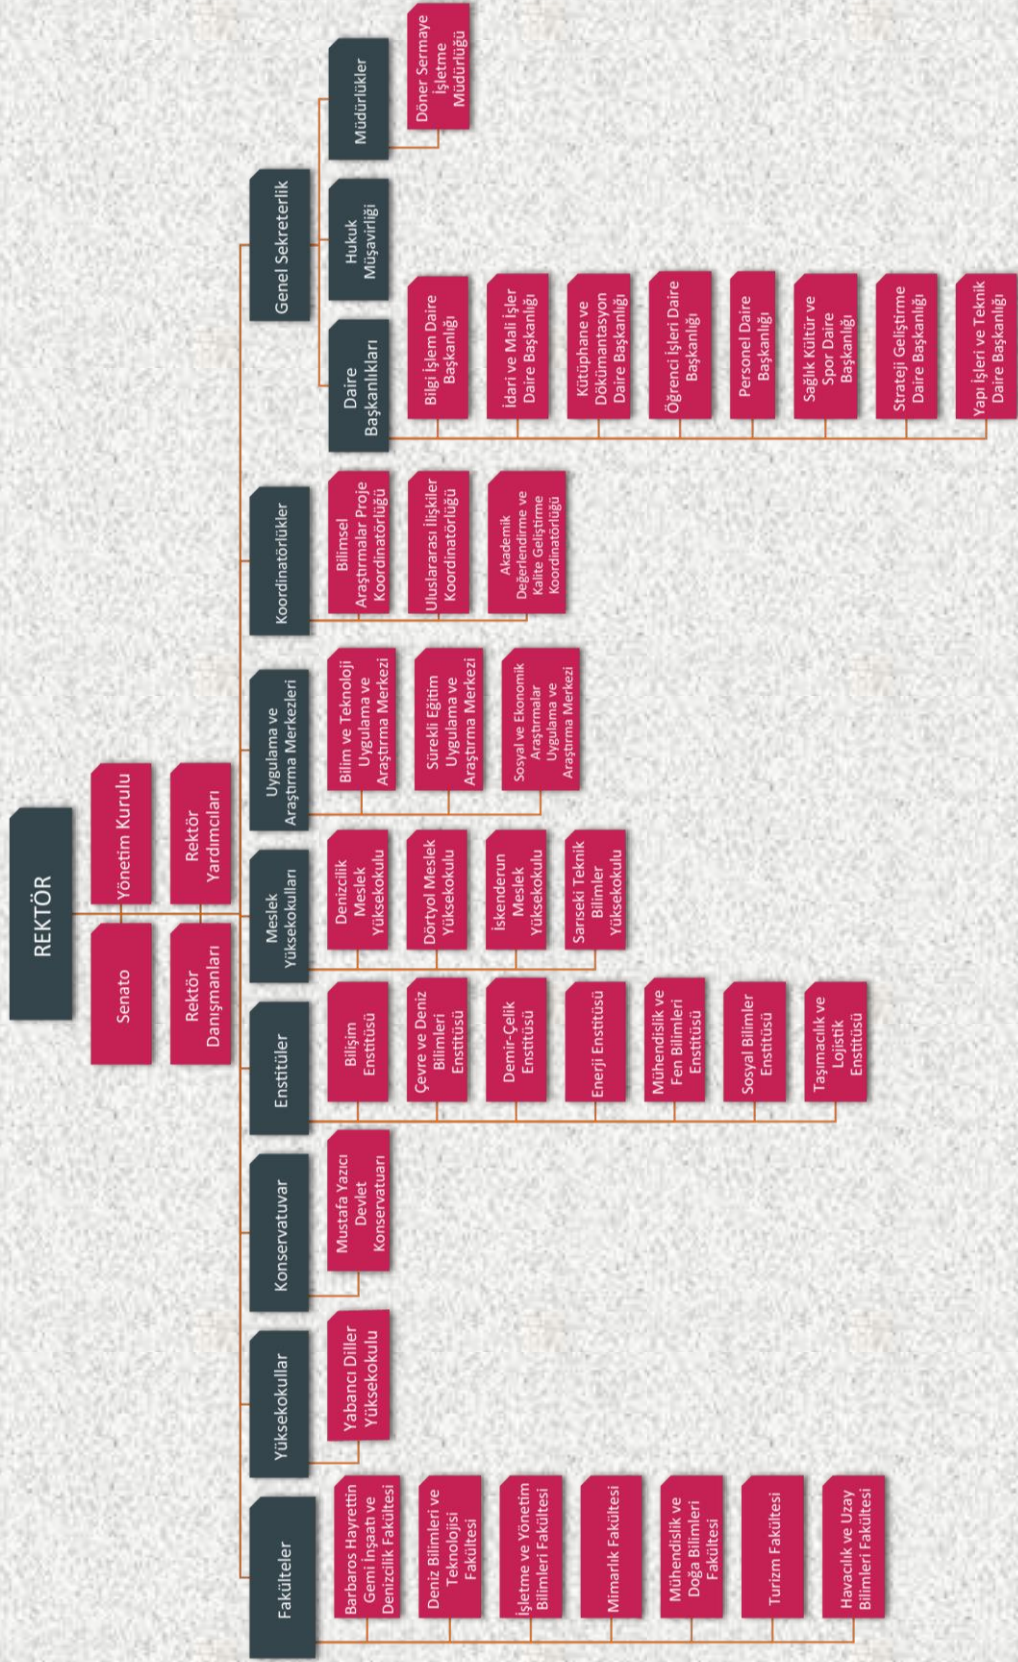 REKTÖR
Senato
Yönetim Kurulu
Rektör
Danışmanları
Rektör
Yardımcıları
Fakülteler
Barbaros Hayrettin
Gemi İnşaatı ve
Denizcilik Fakültesi
Deniz Bilimleri ve
Teknolojisi
Fakültesi
İşletme ve Yönetim
Bilimleri Fakültesi
Mimarlık Fakültesi
Mühendislik ve
Doğa Bilimleri
Fakültesi
Turizm Fakültesi
Havacılık ve Uzay
Bilimleri Fakültesi
Yüksekokullar
Yabancı Diller
Yüksekokulu
Konservatuvar
Mustafa Yazıcı
Devlet
Konservatuarı
Enstitüler
Bilişim
Enstitüsü
Çevre ve Deniz
Bilimleri
Enstitüsü
Demir-Çelik
Enstitüsü
Enerji Enstitüsü
Mühendislik ve
Fen Bilimleri
Enstitüsü
Sosyal Bilimler
Enstitüsü
Taşımacılık ve
Lojistik
Enstitüsü
Meslek
Yüksekokulları
Denizcilik
Meslek
Yüksekokulu
Dörtyol Meslek
Yüksekokulu
İskenderun
Meslek
Yüksekokulu
Sarıseki Teknik
Bilimler
Yüksekokulu
Uygulama ve
Araştırma Merkezleri
Bilim ve Teknoloji
Uygulama ve
Araştırma Merkezi
Sürekli Eğitim
Uygulama ve
Araştırma Merkezi
Sosyal ve Ekonomik
Araştırmalar
Uygulama ve
Araştırma Merkezi
Koordinatörlükler
Bilimsel
Araştırmalar Proje
Koordinatörlüğü
Uluslararası İlişkiler
Koordinatörlüğü
Akademik
Değerlendirme ve
Kalite Geliştirme
Koordinatörlüğü
Genel Sekreterlik
Daire
Başkanlıkları
Bilgi İşlem Daire
Başkanlığı
İdari ve Mali İşler
Daire Başkanlığı
Kütüphane ve
Dokümantasyon
Daire Başkanlığı
Öğrenci İşleri Daire
Başkanlığı
Personel Daire
Başkanlığı
Sağlık Kültür ve
Spor Daire
Başkanlığı
Strateji Geliştirme
Daire Başkanlığı
Yapı İşleri ve Teknik
Daire Başkanlığı
Hukuk
Müşavirliği
Müdürlükler
Döner Sermaye
İşletme
Müdürlüğü